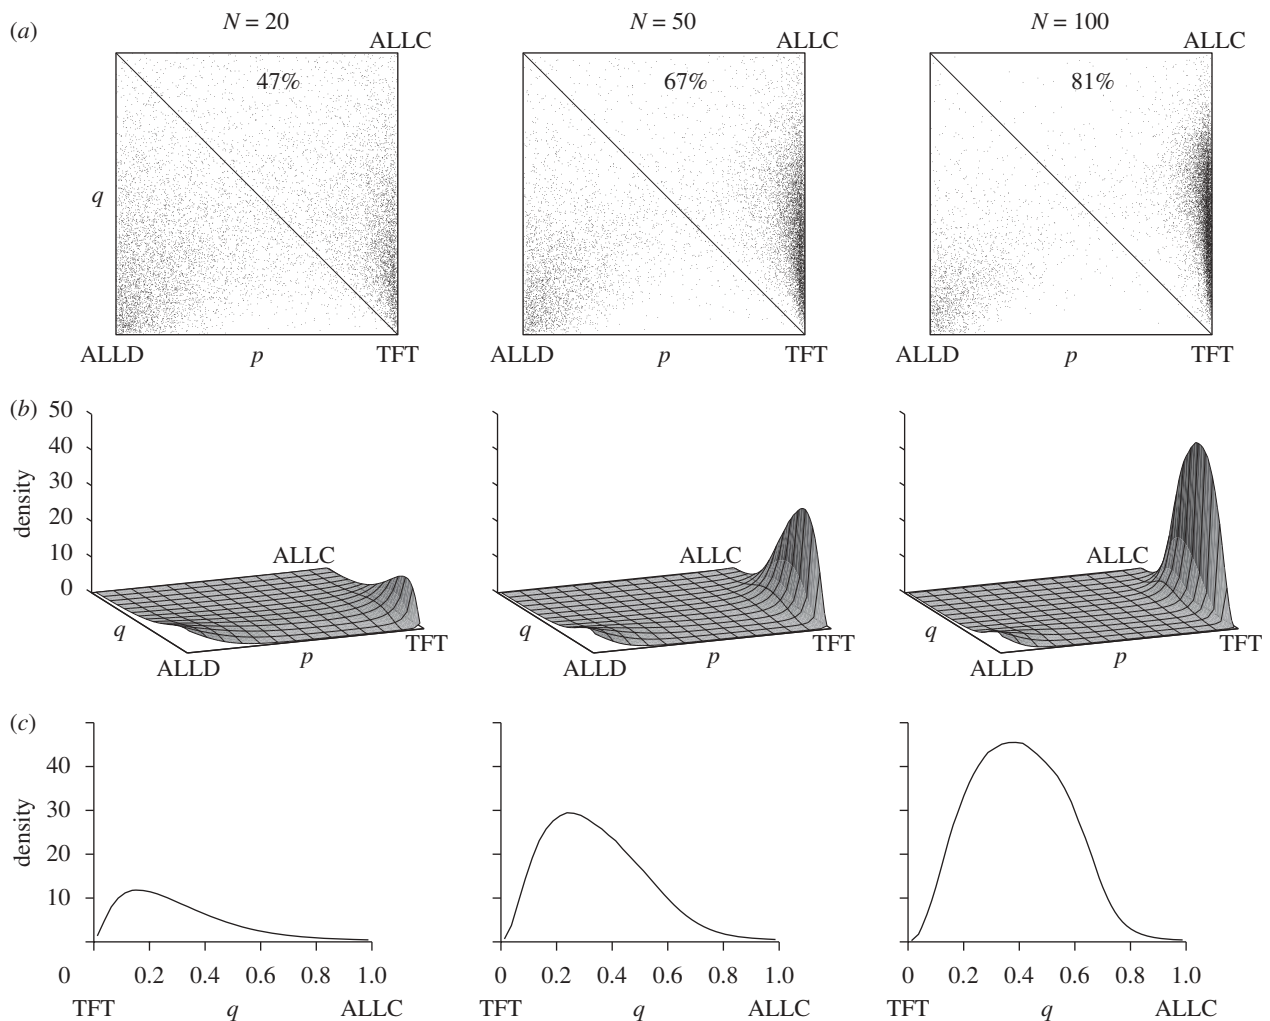 (a) N = 20 N = 50 N = 100
ALLC ALLC ALLC
47% 67% 81%
q
ALLD p TFT ALLD p TFT ALLD p TFT
(b) 50
40
30
20
10
0
density
ALLC ALLC ALLC
q q q
TFT TFT TFT
p p p
ALLD ALLD ALLD
(c)
40
30
20
10
density
0 0.2 0.4 0.6 0.8 1.0 0 0.2 0.4 0.6 0.8 1.0 0 0.2 0.4 0.6 0.8 1.0
TFT q ALLC TFT q ALLC TFT q ALLC